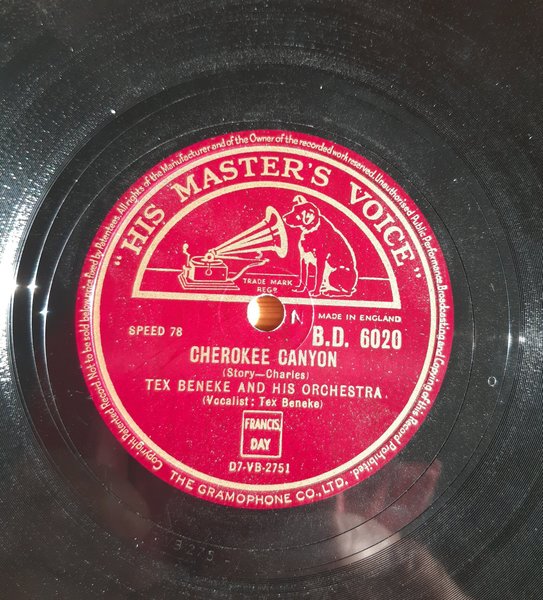 Copyright Patented Record Not to be sold below price fixed by Patentees. All rights of the Manufacturer and of the Owner of the recorded work reserved. Unauthorised Public Performance, Broadcasting and Copying of this Record Prohibited.
"HIS MASTER'S VOICE"
TRADE MARK
REGD.
N MADE IN ENGLAND
SPEED 78 B.D. 6020
CHEROKEE CANYON
(Story—Charles)
TEX BENEKE AND HIS ORCHESTRA
(Vocalist: Tex Beneke)
FRANCIS,
DAY
D7-VB-2751
THE GRAMOPHONE CO., LTD.